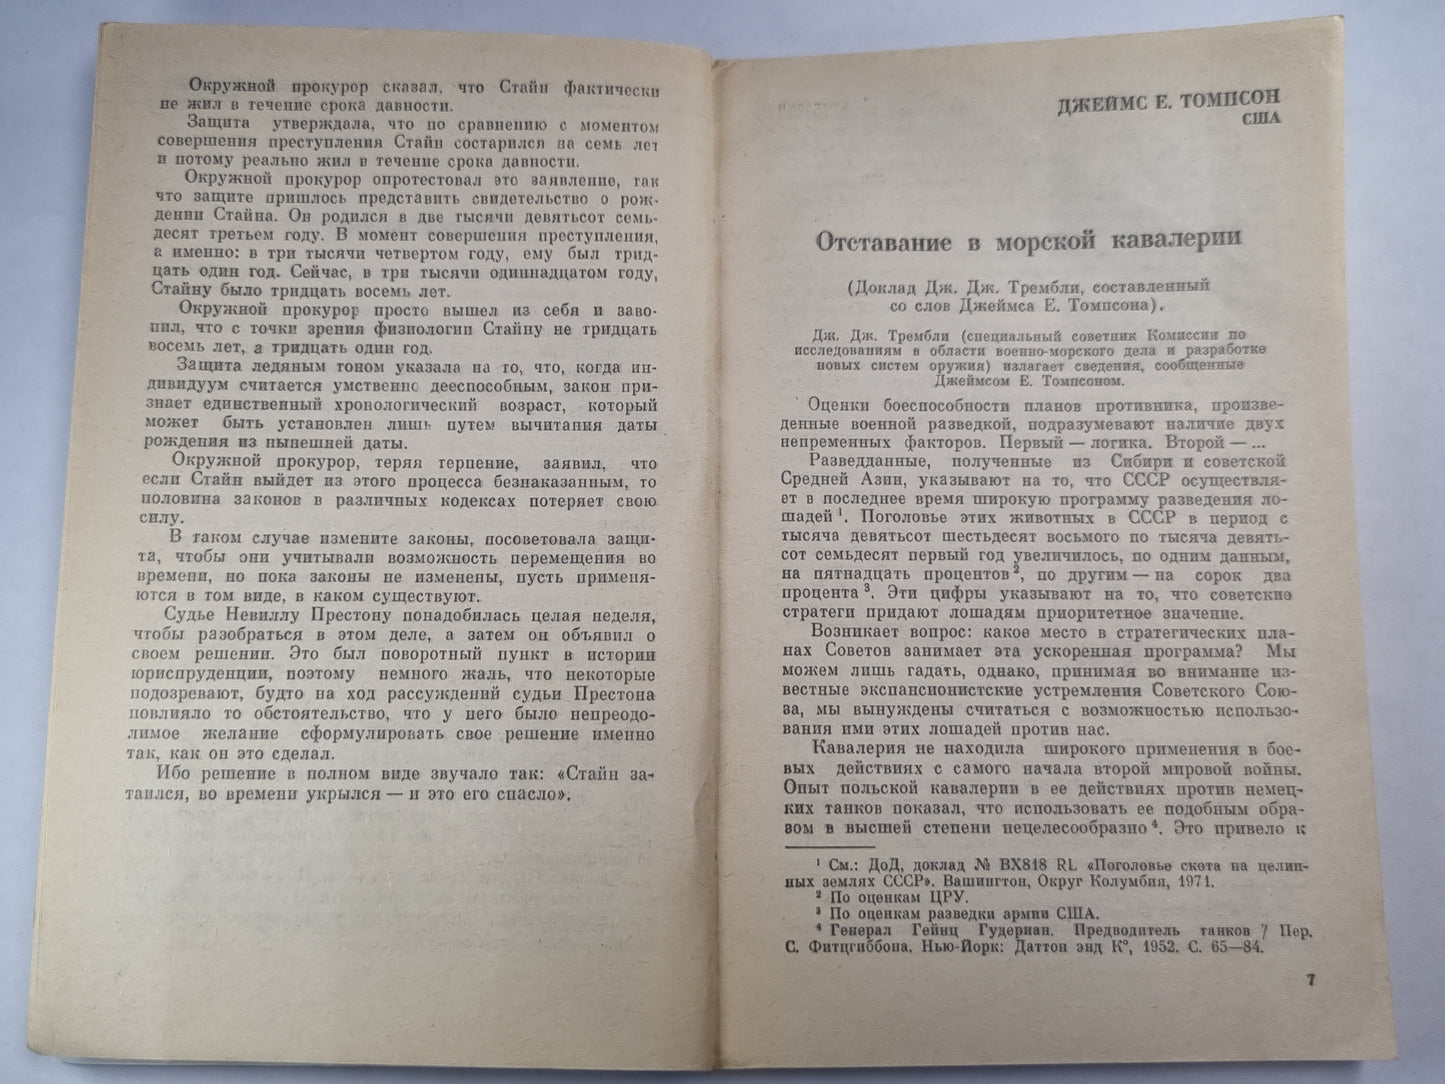 Окружной прокурор сказал, что Стайн фактически
не жил в течение срока давности.
Защита утверждала, что по сравнению с моментом
совершения преступления Стайн состарился на семь лет
и потому реально жил в течение срока давности.
Окружной прокурор опротестовал это заявление, так
что защите пришлось представить свидетельство о рож-
дении Стайна. Он родился в две тысячи девятьсот семь-
десят третьем году. В момент совершения преступления,
а именно: в три тысячи четвертом году, ему был трид-
цать один год. Сейчас, в три тысячи одиннадцатом году,
Стайну было тридцать восемь лет.
Окружной прокурор просто вышел из себя и заво-
пил, что с точки зрения физиологии Стайну не тридцать
восемь лет, а тридцать один год.
Защита ледяным тоном указала на то, что, когда ин-
дивидуум считается умственно дееспособным, закон при-
знает единственный хронологический возраст, который
может быть установлен лишь путем вычитания даты
рождения из нынешней даты.
Окружной прокурор, теряя терпение, заявил, что
если Стайн выйдет из этого процесса безнаказанным, то
половина законов в различных кодексах потеряет свою
силу.
В таком случае измените законы, посоветовала защи-
та, чтобы они учитывали возможность перемещения во
времени, но пока законы не изменены, пусть применя-
ются в том виде, в каком существуют.
Судье Невиллу Престону понадобилась целая неделя,
чтобы разобраться в этом деле, а затем он объявил о
своем решении. Это был поворотный пункт в истории
юриспруденции, поэтому немного жаль, что некоторые
подозревают, будто на ход рассуждений судьи Престона
повлияло то обстоятельство, что у него было непреодо-
лимое желание сформулировать свое решение именно
так, как он это сделал.
Ибо решение в полном виде звучало так: «Стайн за-
таился, во времени укрылся — и это его спасло».
ДЖЕЙМС Е. ТОМПСОН
США
Отставание в морской кавалерии
(Доклад Дж. Дж. Трембли, составленный
со слов Джеймса Е. Томпсона).
Дж. Дж. Трембли (специальный советник Комиссии по
исследованиям в области военно-морского дела и разработке
новых систем оружия) излагает сведения, сообщенные
Джеймсом Е. Томпсоном.
Оценки боеспособности планов противника, произве-
денные военной разведкой, подразумевают наличие двух
непременных факторов. Первый — логика. Второй — ...
Разведданные, полученные из Сибири и советской
Средней Азии, указывают на то, что СССР осуществля-
ет в последнее время широкую программу разведения ло-
шадей ¹. Поголовье этих животных в СССР в период с
тысяча девятьсот шестьдесят восьмого по тысяча девять-
сот семьдесят первый год увеличилось, по одним данным,
на пятнадцать процентов ², по другим — на сорок два
процента ³. Эти цифры указывают на то, что советские
стратеги придают лошадям приоритетное значение.
Возникает вопрос: какое место в стратегических пла-
нах Советов занимает эта ускоренная программа? Мы
можем лишь гадать, однако, принимая во внимание из-
вестные экспансионистские устремления Советского Сою-
за, мы вынуждены считаться с возможностью использо-
вания ими этих лошадей против нас.
Кавалерия не находила широкого применения в бое-
вых действиях с самого начала второй мировой войны.
Опыт польской кавалерии в ее действиях против немец-
ких танков показал, что использовать ее подобным обра-
зом в высшей степени нецелесообразно ⁴. Это привело к
¹ См.: ДоД, доклад № BX818 RL «Поголовье скота на целин-
ных землях СССР». Вашингтон, Округ Колумбия, 1971.
² По оценкам ЦРУ.
³ По оценкам разведки армии США.
⁴ Генерал Гейнц Гудериан. Предводитель танков / Пер.
С. Фитцгиббона. Нью-Йорк: Даттон энд К°, 1952. С. 65—84.
7